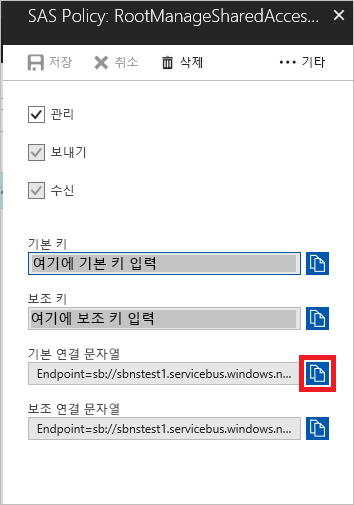 SAS Policy: RootManageSharedAcces...
저장 취소 삭제 ... 기타
관리
보내기
수신
기본 키
여기에 기본 키 입력
보조 키
여기에 보조 키 입력
기본 연결 문자열
Endpoint=sb://sbnstest1.servicebus.windows.n...
보조 연결 문자열
Endpoint=sb://sbnstest1.servicebus.windows.n...